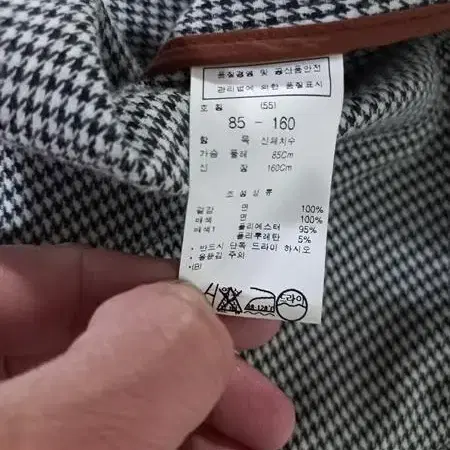 품질경영 및 공산품안전
관리법에 의한 품질표시
호칭 (55)
85 - 160
항 목 신체치수
가슴 둘레 85Cm
신 장 160Cm
조성섬유
겉감 면 100%
배색 면 100%
배색1 폴리에스터 95%
폴리우레탄 5%
• 반드시 단독 드라이 하시오
• 주의
드라이